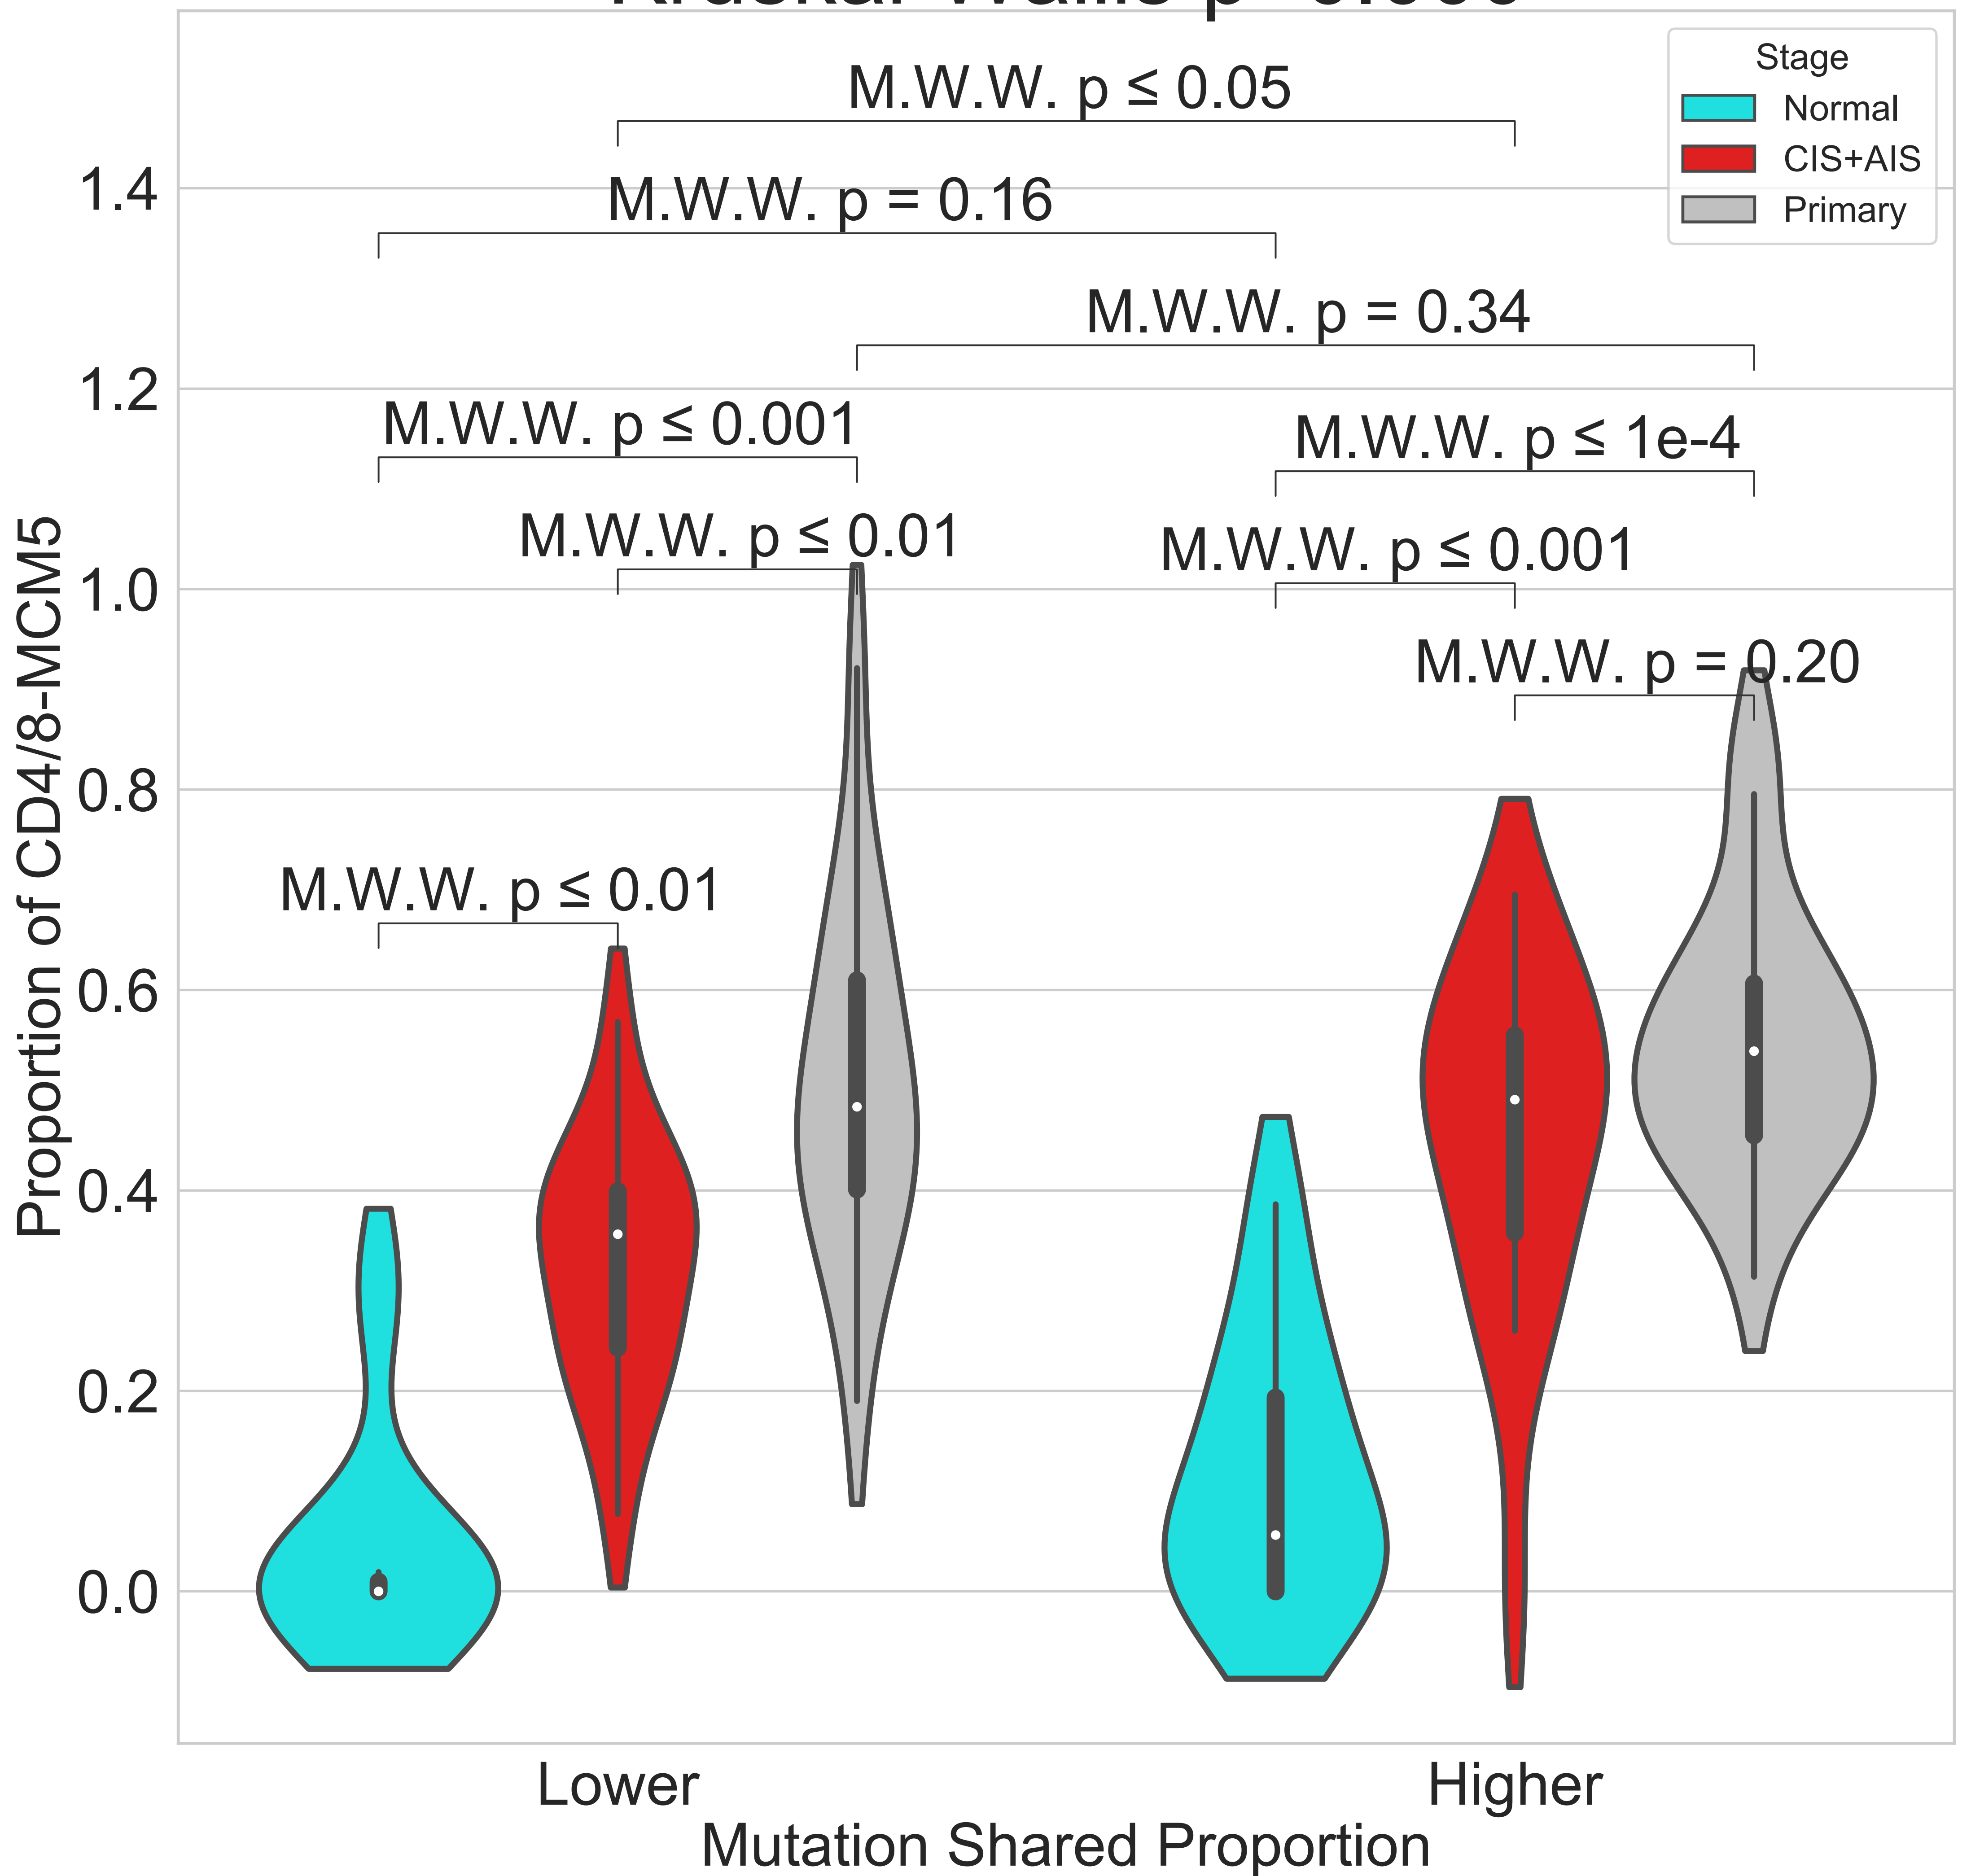 Stage
Normal
CIS+AIS
Primary
M.W.W. p ≤ 0.05
M.W.W. p = 0.16
M.W.W. p = 0.34
M.W.W. p ≤ 0.001
M.W.W. p ≤ 1e-4
M.W.W. p ≤ 0.01
M.W.W. p ≤ 0.001
M.W.W. p = 0.20
M.W.W. p ≤ 0.01
1.4
1.2
1.0
0.8
0.6
0.4
0.2
0.0
Proportion of CD4/8-MCM5
Lower
Higher
Mutation Shared Proportion